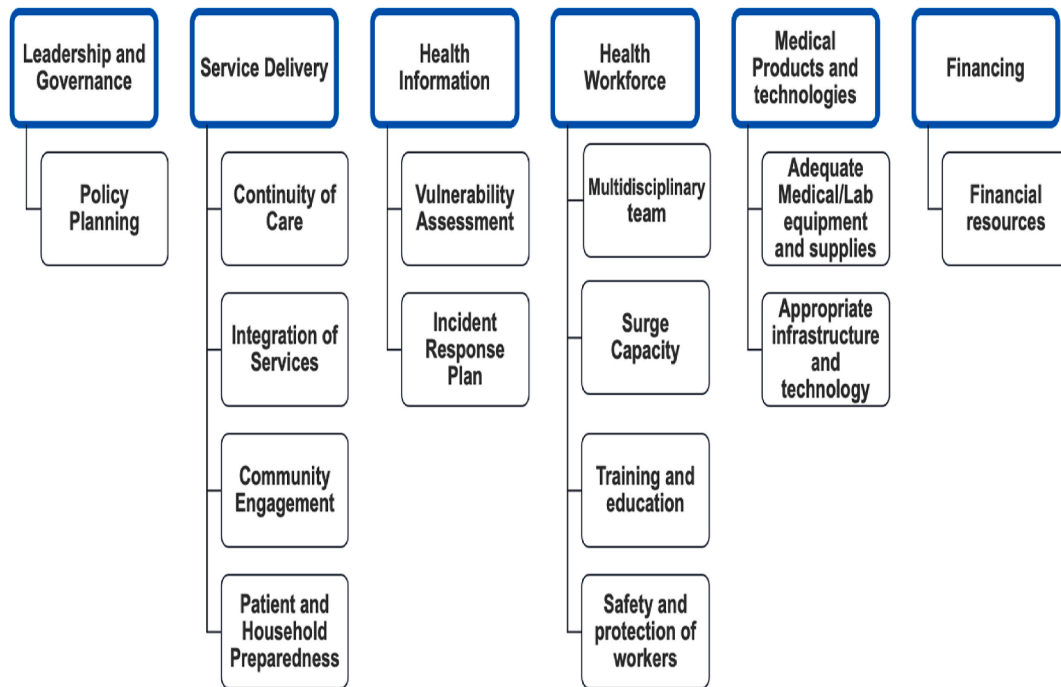 Leadership and
Governance
Service Delivery
Health
Information
Health
Workforce
Medical
Products and
technologies
Financing
Policy
Planning
Continuity of
Care
Integration of
Services
Community
Engagement
Patient and
Household
Preparedness
Vulnerability
Assessment
Incident
Response
Plan
Multidisciplinary
team
Surge
Capacity
Training and
education
Safety and
protection of
workers
Adequate
Medical/Lab
equipment
and supplies
Appropriate
infrastructure
and
technology
Financial
resources